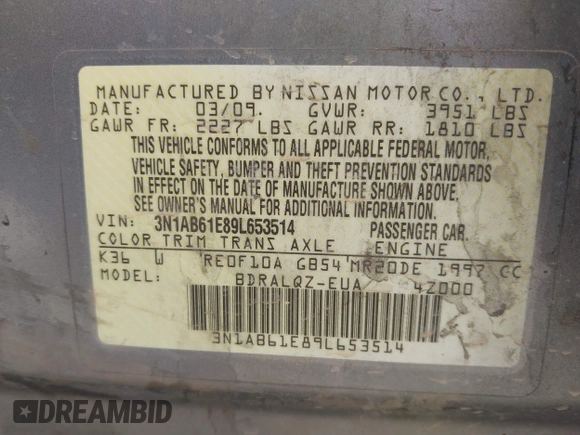 MANUFACTURED BY NISSAN MOTOR CO., LTD.
DATE: 03/09. GVWR: 3951 LBS
GAWR FR: 2227 LBS GAWR RR: 1810 LBS
THIS VEHICLE CONFORMS TO ALL APPLICABLE FEDERAL MOTOR,
VEHICLE SAFETY, BUMPER AND THEFT PREVENTION STANDARDS
IN EFFECT ON THE DATE OF MANUFACTURE SHOWN ABOVE.
SEE OWNER'S MANUAL FOR ADDITIONAL INFORMATION.
VIN: 3N1AB61E89L653514 PASSENGER CAR.
COLOR TRIM TRANS AXLE ENGINE
K36 W RE0F10A GB54 MR20DE 1997 CC
MODEL: BDRALQZ-EUA 4Z000
3N1AB61E89L653514
DREAMBID